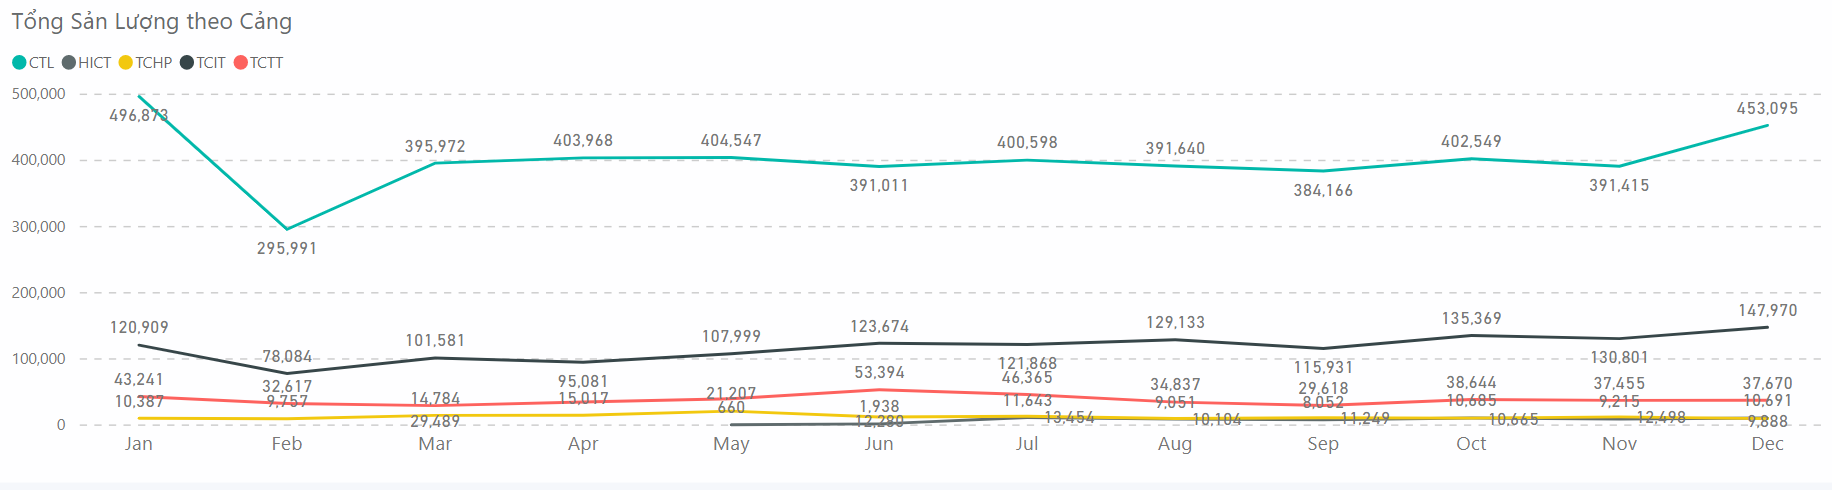 Tổng Sản Lượng theo Cảng
CTL HICT TCHP TCIT TCTT
500,000
400,000
300,000
200,000
100,000
0
496,873 295,991 395,972 403,968 404,547 391,011 400,598 391,640 384,166 402,549 391,415 453,095
120,909 78,084 101,581 95,081 107,999 123,674 121,868 129,133 115,931 135,369 130,801 147,970
43,241 32,617 29,489 53,394 46,365 34,837 29,618 38,644 37,455 37,670
10,387 9,757 14,784 15,017 21,207 12,280 13,454 10,104 11,249 10,665 12,498 9,888
660 1,938 11,643 9,051 8,052 10,685 9,215 10,691
Jan Feb Mar Apr May Jun Jul Aug Sep Oct Nov Dec